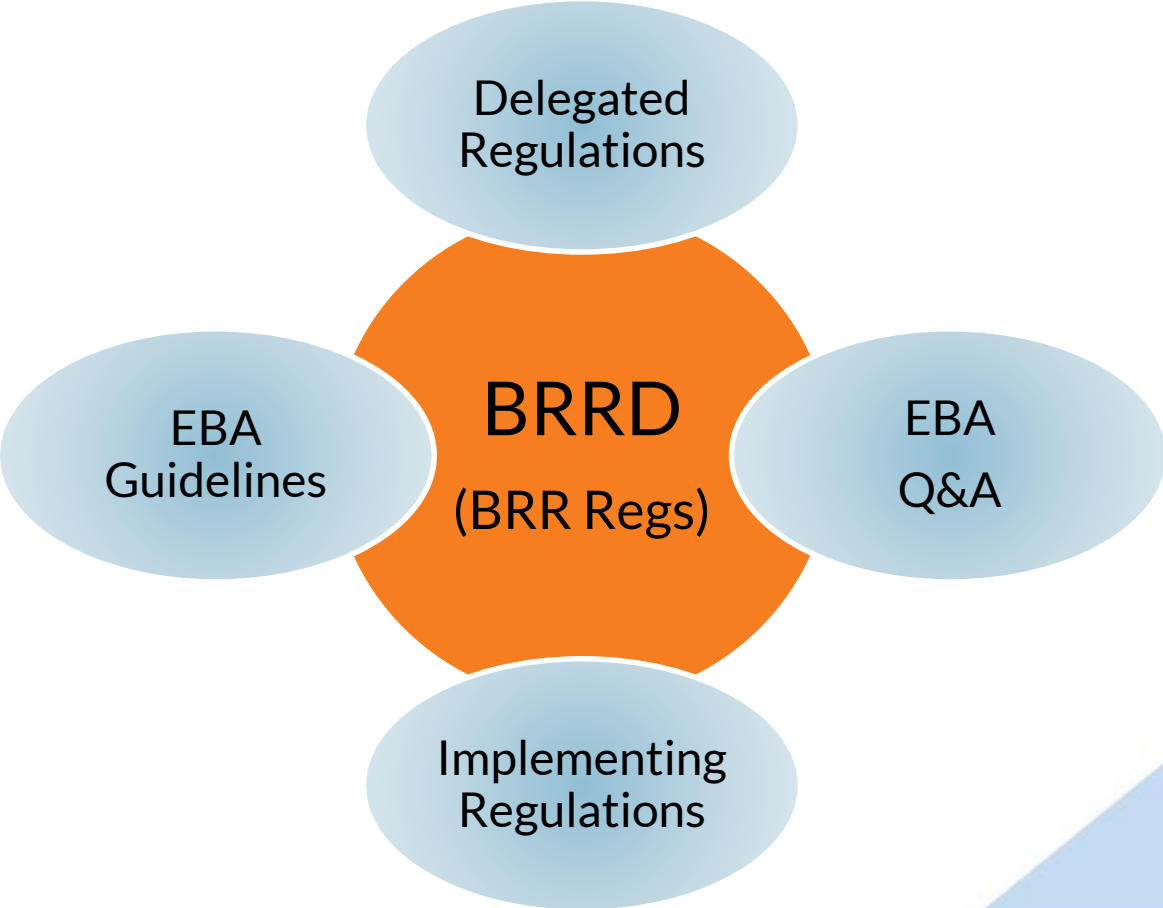 Delegated
Regulations
EBA
Guidelines
BRRD
(BRR Regs)
EBA
Q&A
Implementing
Regulations